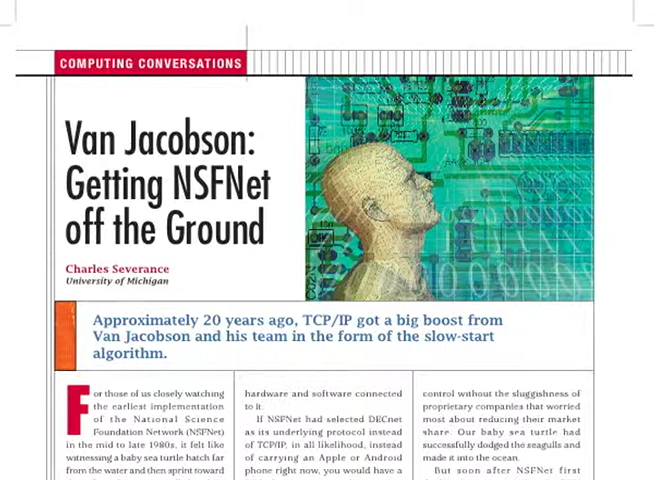 COMPUTING CONVERSATIONS
Van Jacobson:
Getting NSFNet
off the Ground
Charles Severance
University of Michigan
Approximately 20 years ago, TCP/IP got a big boost from
Van Jacobson and his team in the form of the slow-start
algorithm.
For those of us closely watching
the earliest implementation
of the National Science
Foundation Network (NSFNet)
in the mid to late 1980s, it felt like
witnessing a baby sea turtle hatch far
from the water and then sprint toward
hardware and software connected
to it.
If NSFNet had selected DECnet
as its underlying protocol instead
of TCP/IP, in all likelihood, instead
of carrying an Apple or Android
phone right now, you would have a
control without the sluggishness of
proprietary companies that worried
most about reducing their market
share. Our baby sea turtle had
successfully dodged the seagulls and
made it into the ocean.
But soon after NSFNet first